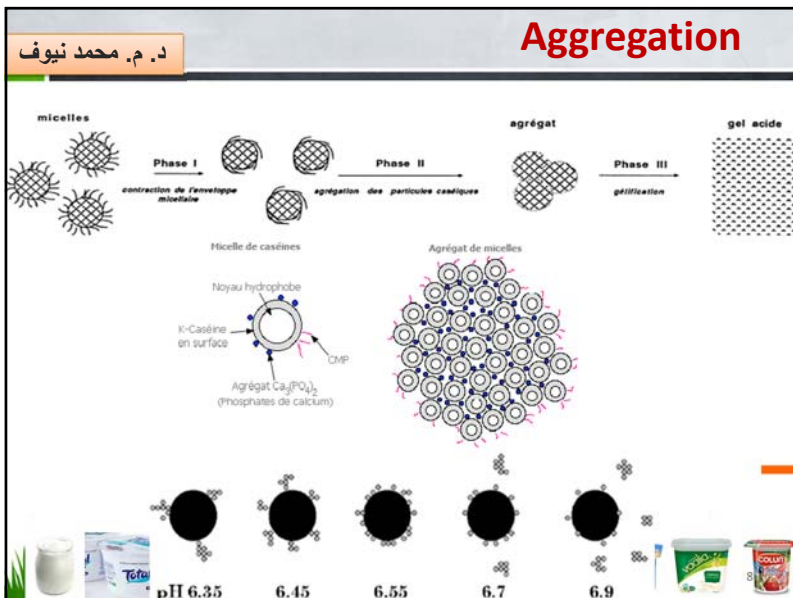 Aggregation
د. م. محمد نيوف
micelles
agrégat
gel acide
Phase I
Phase II
Phase III
contraction de l'enveloppe
micellaire
agrégation des particules caséiques
gélification
Micelle de caséines
Agrégat de micelles
Noyau hydrophobe
K-Caséine
en surface
CMP
Agrégat Ca3(PO4)2
(Phosphates de calcium)
pH 6.35 6.45 6.55 6.7 6.9
COLUN
8